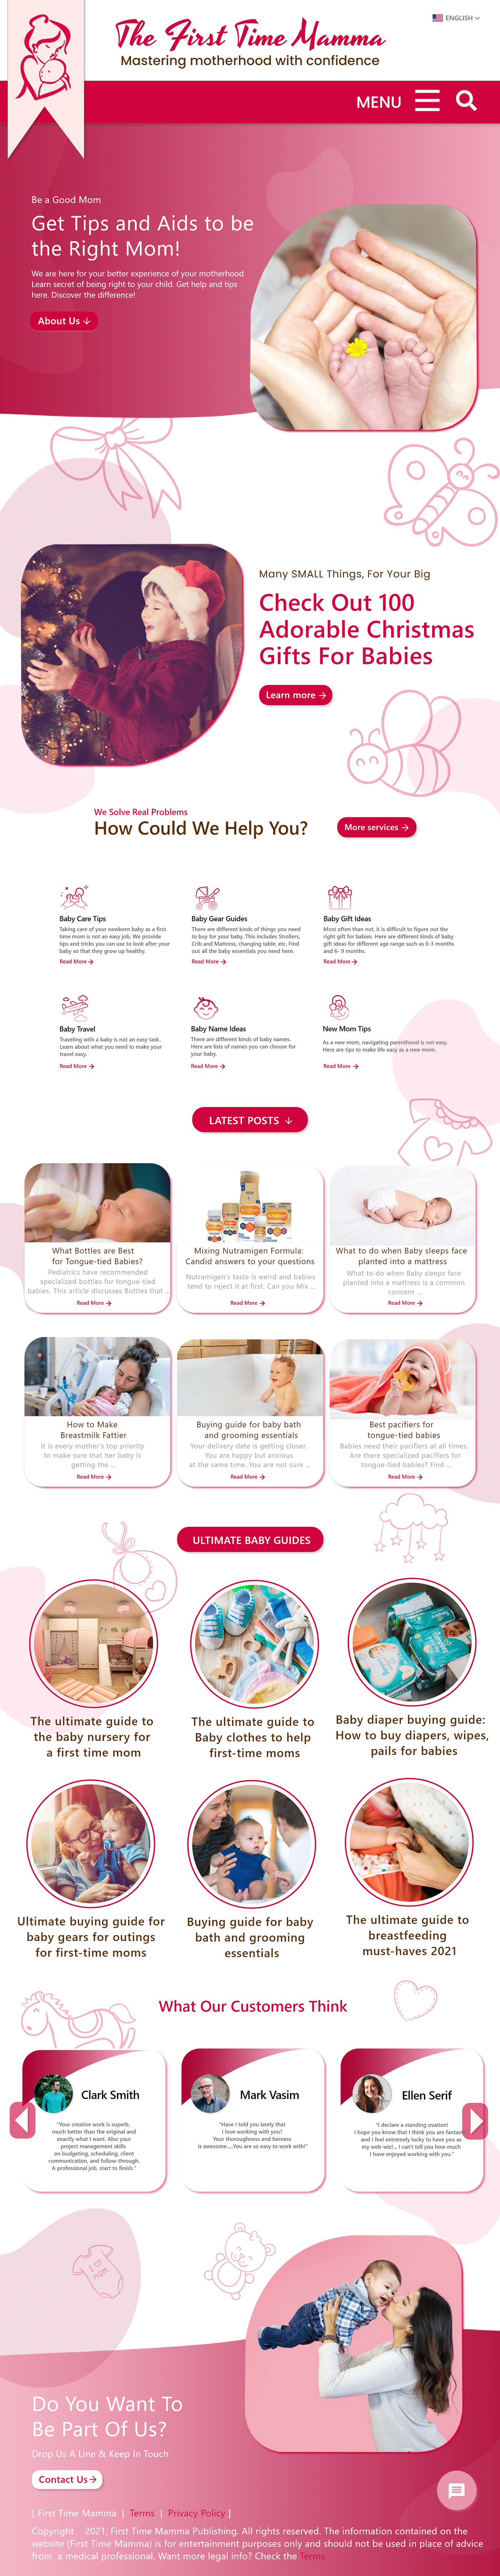 ENGLISH
The First Time Mamma
Mastering motherhood with confidence
MENU
Be a Good Mom
Get Tips and Aids to be
the Right Mom!
We are here for your better experience of your motherhood
Learn secret of being right to your child. Get help and tips
here. Discover the difference!
About Us
Many SMALL Things, For Your Big
Check Out 100
Adorable Christmas
Gifts For Babies
Learn more
We Solve Real Problems
How Could We Help You?
More services
Baby Care Tips
Taking care of your newborn baby as a first
time mom is not an easy job. We provide
tips and tricks you can use to look after your
baby so that they grow up healthy.
Read More
Baby Gear Guides
There are different kinds of things you need
to buy for your baby. This includes Strollers,
Crib and Mattress, changing table, etc. Find
out all the baby essentials you need here.
Read More
Baby Gift Ideas
Most often than not, it is difficult to figure out the
right gift for babies. Here are different kinds of baby
gift ideas for different age range such as 0-3 months
and 6- 9 months.
Read More
Baby Travel
Traveling with a baby is not an easy task.
Learn about what you need to make your
travel easy.
Read More
Baby Name Ideas
There are different kinds of baby names.
Here are lists of names you can choose for
your baby.
Read More
New Mom Tips
As a new mom, navigating parenthood is not easy.
Here are tips to make life easy as a new mom.
Read More
LATEST POSTS
What Bottles are Best
for Tongue-tied Babies?
Pediatrics have recommended
specialized bottles for tongue-tied
babies. This article discusses Bottles that ...
Read More
Mixing Nutramigen Formula:
Candid answers to your questions
Nutramigen's taste is weird and babies
tend to reject it at first. Can you Mix ...
Read More
What to do when Baby sleeps face
planted into a mattress
What to do when Baby sleeps face
planted into a mattress is a common
concern ...
Read More
How to Make
Breastmilk Fattier
It is every mother's top priority
to make sure that her baby is
getting the ...
Read More
Buying guide for baby bath
and grooming essentials
Your delivery date is getting closer.
You are happy but anxious
at the same time. You are not sure ...
Read More
Best pacifiers for
tongue-tied babies
Babies need their pacifiers at all times.
Are there specialized pacifiers for
tongue-tied babies? Find ...
Read More
ULTIMATE BABY GUIDES
The ultimate guide to
the baby nursery for
a first time mom
The ultimate guide to
Baby clothes to help
first-time moms
Baby diaper buying guide:
How to buy diapers, wipes,
pails for babies
Ultimate buying guide for
baby gears for outings
for first-time moms
Buying guide for baby
bath and grooming
essentials
The ultimate guide to
breastfeeding
must-haves 2021
What Our Customers Think
Clark Smith
"Your creative work is superb,
much better than the original and
exactly what I want. Also your
project management skills
on budgeting, scheduling, client
communication, and follow-through.
A professional job, start to finish."
Mark Vasim
"Have I told you lately that
I love working with you?
Your thoroughness and fairness
is awesome....You are so easy to work with!"
Ellen Serif
"I declare a standing ovation!
I hope you know that I think you are fantas
and I feel extremely lucky to have you as
my web-wiz!... I can't tell you how much
I have enjoyed working with you."
I ♡
MOM
Do You Want To
Be Part Of Us?
Drop Us A Line & Keep In Touch
Contact Us
[ First Time Mamma | Terms | Privacy Policy ]
Copyright 2021, First Time Mamma Publishing. All rights reserved. The information contained on the
website (First Time Mamma) is for entertainment purposes only and should not be used in place of advice
from a medical professional. Want more legal info? Check the Terms.